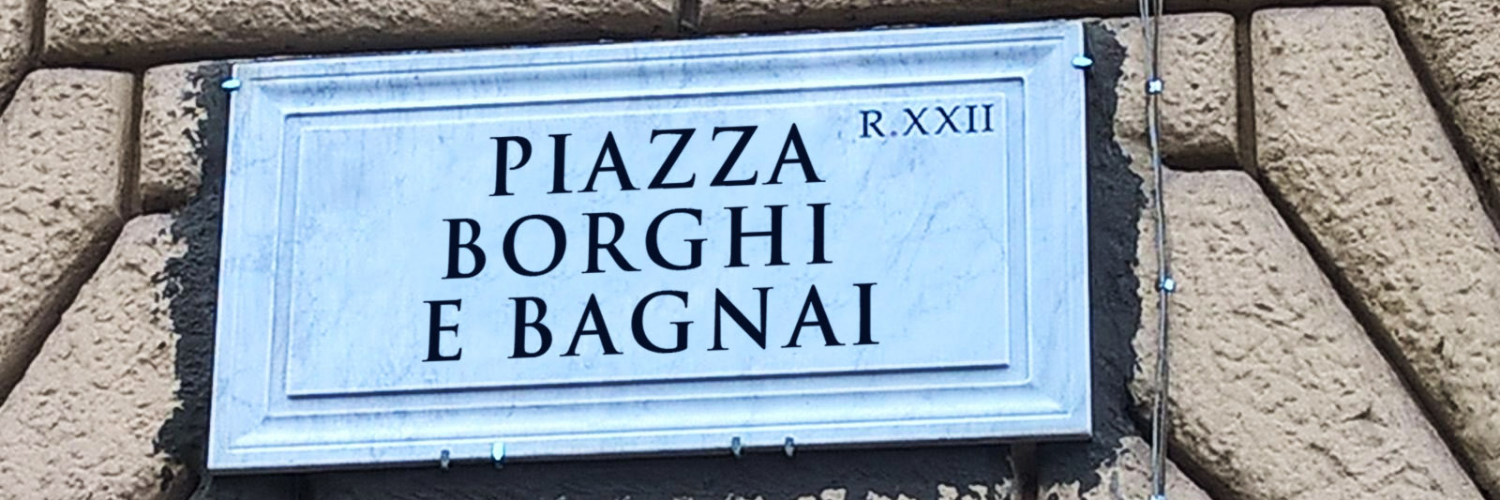 R.XXII
PIAZZA
BORGHI
E BAGNAI